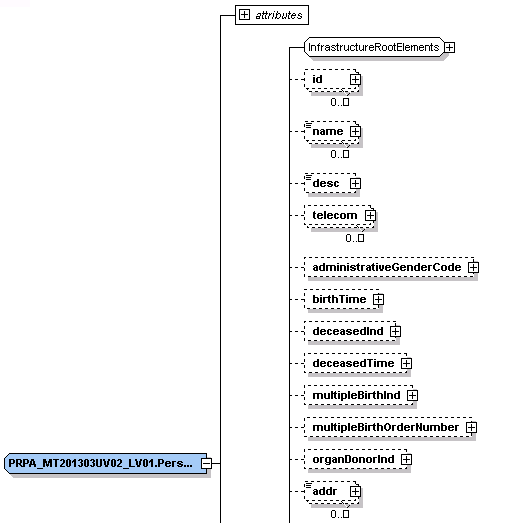 attributes
InfrastructureRootElements
id
0..
name
0..
desc
telecom
0..
administrativeGenderCode
birthTime
deceasedInd
deceasedTime
multipleBirthInd
multipleBirthOrderNumber
PRPA_MT201303UV02_LV01.Pers...
organDonorInd
addr
0..